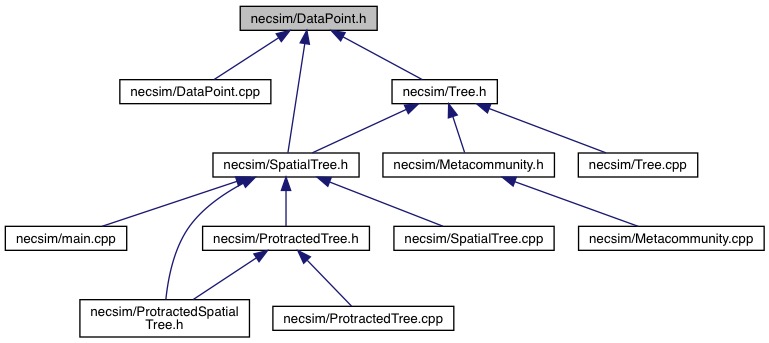 necsim/DataPoint.h
necsim/DataPoint.cpp
necsim/Tree.h
necsim/SpatialTree.h
necsim/Metacommunity.h
necsim/Tree.cpp
necsim/main.cpp
necsim/ProtractedTree.h
necsim/SpatialTree.cpp
necsim/Metacommunity.cpp
necsim/ProtractedSpatial
Tree.h
necsim/ProtractedTree.cpp